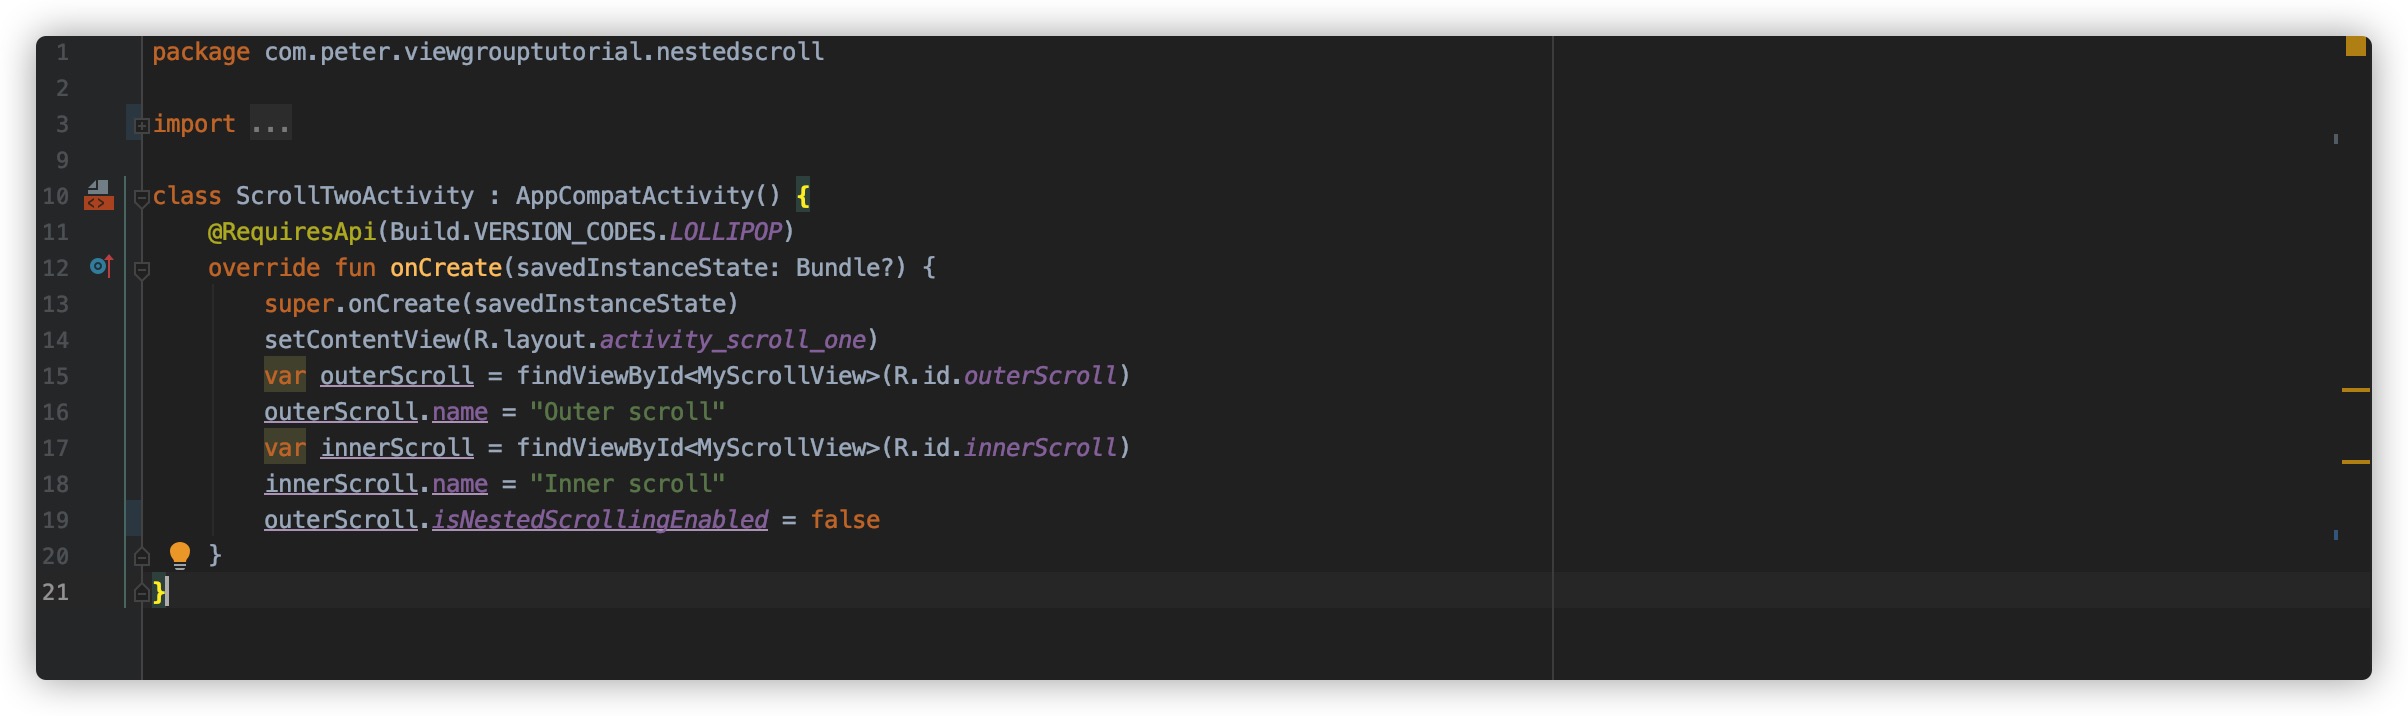 1 package com.peter.viewgrouptutorial.nestedscroll
2
3 import ...
9
10 class ScrollTwoActivity : AppCompatActivity() {
11     @RequiresApi(Build.VERSION_CODES.LOLLIPOP)
12     override fun onCreate(savedInstanceState: Bundle?) {
13         super.onCreate(savedInstanceState)
14         setContentView(R.layout.activity_scroll_one)
15         var outerScroll = findViewById<MyScrollView>(R.id.outerScroll)
16         outerScroll.name = "Outer scroll"
17         var innerScroll = findViewById<MyScrollView>(R.id.innerScroll)
18         innerScroll.name = "Inner scroll"
19         outerScroll.isNestedScrollingEnabled = false
20     }
21 }